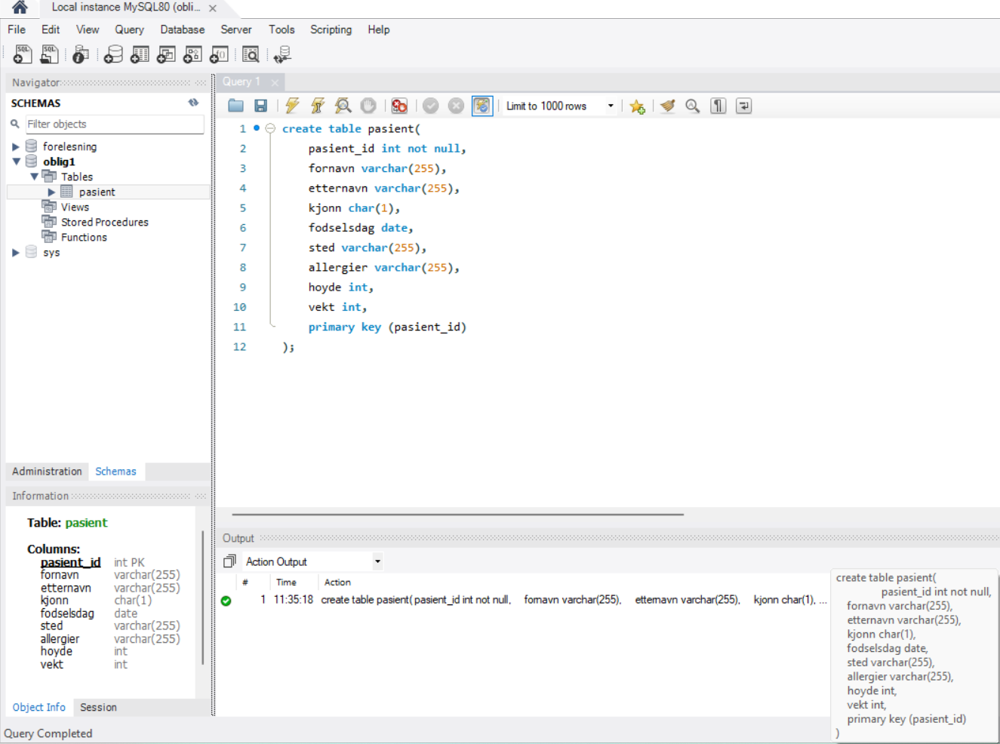 Local instance MySQL80 (obli...
File Edit View Query Database Server Tools Scripting Help
Navigator
SCHEMAS
Filter objects
forelesning
oblig1
Tables
pasient
Views
Stored Procedures
Functions
sys
Administration Schemas
Information
Table: pasient
Columns:
pasient_id int PK
fornavn varchar(255)
etternavn varchar(255)
kjonn char(1)
fodselsdag date
sted varchar(255)
allergier varchar(255)
hoyde int
vekt int
Object Info Session
Query Completed
Query 1
Limit to 1000 rows
1 create table pasient(
2 pasient_id int not null,
3 fornavn varchar(255),
4 etternavn varchar(255),
5 kjonn char(1),
6 fodselsdag date,
7 sted varchar(255),
8 allergier varchar(255),
9 hoyde int,
10 vekt int,
11 primary key (pasient_id)
12 );
Output
Action Output
# Time Action
1 11:35:18 create table pasient( pasient_id int not null, fornavn varchar(255), etternavn varchar(255), kjonn char(1), ...
create table pasient(
pasient_id int not null,
fornavn varchar(255),
etternavn varchar(255),
kjonn char(1),
fodselsdag date,
sted varchar(255),
allergier varchar(255),
hoyde int,
vekt int,
primary key (pasient_id)
)